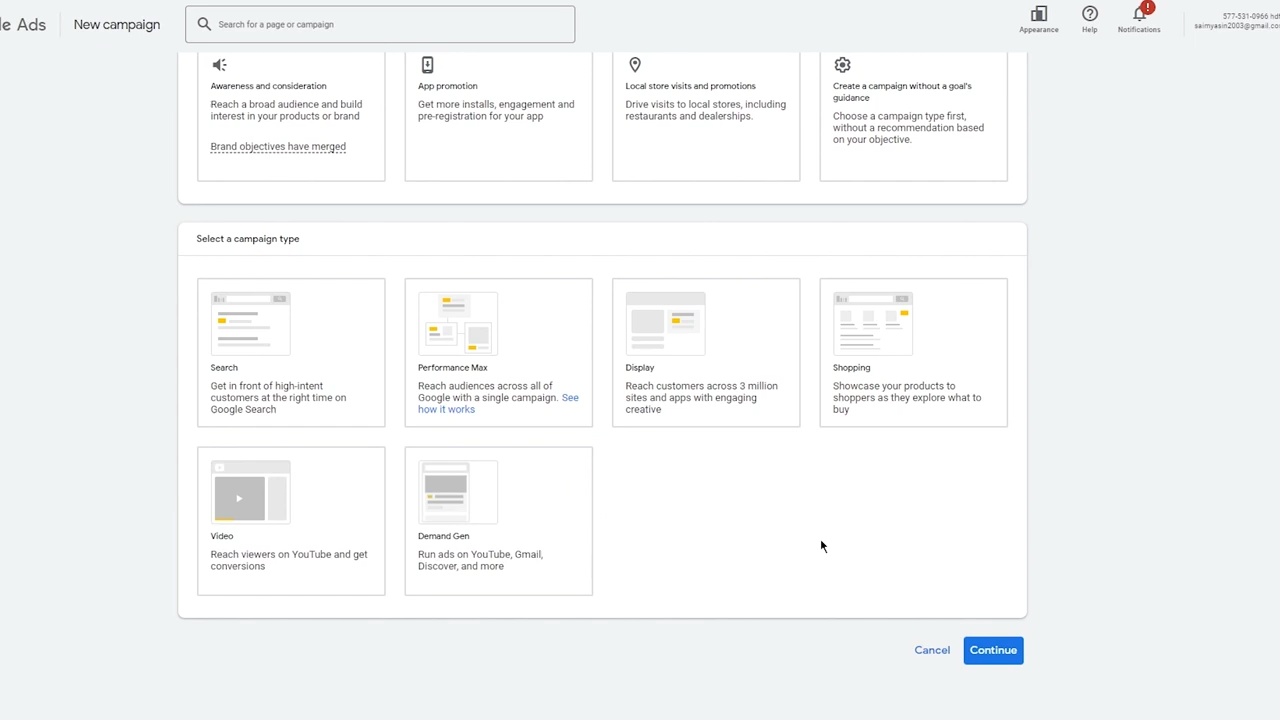 le Ads
New campaign
Search for a page or campaign
Appearance
Help
Notifications
!
577-531-0966 hdf
saimyasin2003@gmail.co
Awareness and consideration
Reach a broad audience and build
interest in your products or brand
Brand objectives have merged
App promotion
Get more installs, engagement and
pre-registration for your app
Local store visits and promotions
Drive visits to local stores, including
restaurants and dealerships.
Create a campaign without a goal's
guidance
Choose a campaign type first,
without a recommendation based
on your objective.
Select a campaign type
Search
Get in front of high-intent
customers at the right time on
Google Search
Performance Max
Reach audiences across all of
Google with a single campaign. See
how it works
Display
Reach customers across 3 million
sites and apps with engaging
creative
Shopping
Showcase your products to
shoppers as they explore what to
buy
Video
Reach viewers on YouTube and get
conversions
Demand Gen
Run ads on YouTube, Gmail,
Discover, and more
Cancel
Continue